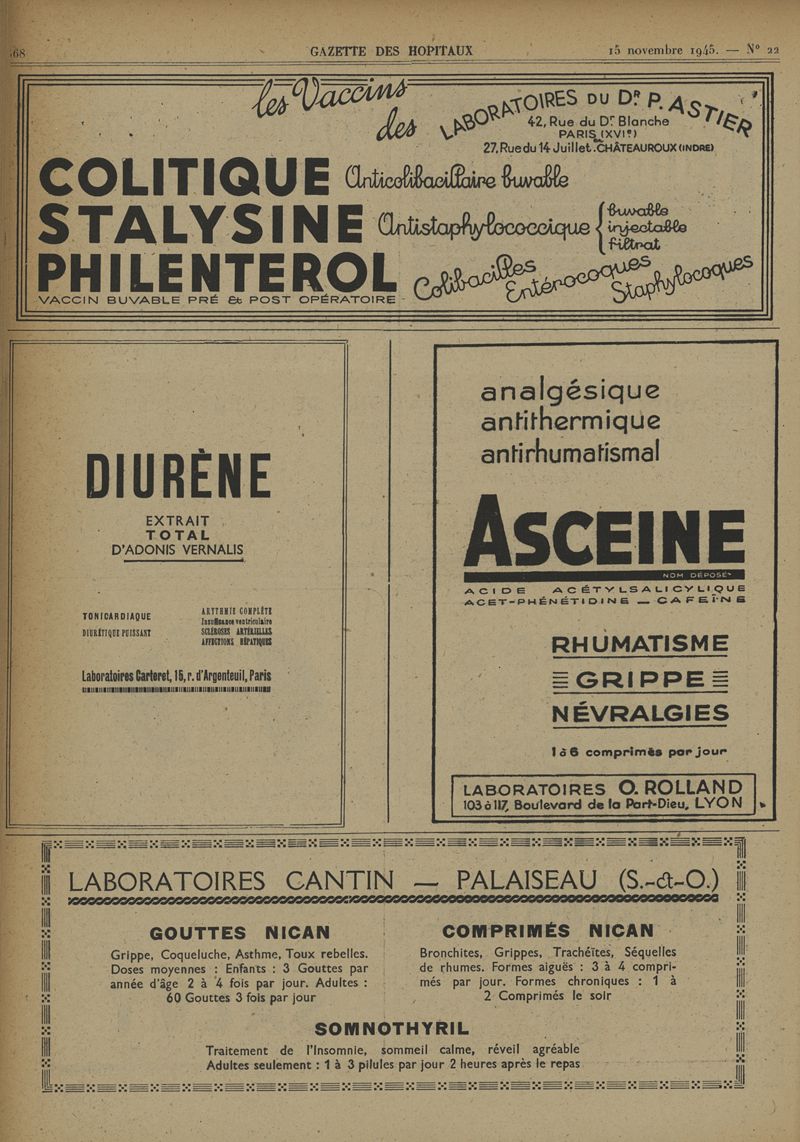 68 GAZETTE DES HOPITAUX 15 novembre 1945. — N° 22
les Vaccins
des
LABORATOIRES DU Dr P. ASTIER
42, Rue du Dr Blanche
PARIS (XVIe)
27, Rue du 14 Juillet. CHÂTEAUROUX (INDRE)
COLITIQUE Anticolibacillaire buvable
STALYSINE Antistaphylococcique { buvable
injectable
filtrat
PHILENTEROL Colibacilles
Entérocoques
Staphylocoques
VACCIN BUVABLE PRÉ & POST OPÉRATOIRE
DIURÈNE
EXTRAIT
TOTAL
D'ADONIS VERNALIS
TONICARDIAQUE
DIURÉTIQUE PUISSANT
ARYTHMIE COMPLÈTE
Insuffisance ventriculaire
SCLÉROSES ARTÉRIELLES
AFFECTIONS HÉPATIQUES
Laboratoires Carteret, 15, r. d'Argenteuil, Paris
analgésique
antithermique
antirhumatismal
ASCEINE
NOM DÉPOSÉ
ACIDE ACÉTYLSALICYLIQUE
ACET-PHÉNÉTIDINE — CAFEÏNE
RHUMATISME
GRIPPE
NÉVRALGIES
1 à 6 comprimés par jour
LABORATOIRES O. ROLLAND
103 à 117, Boulevard de la Part-Dieu, LYON
LABORATOIRES CANTIN — PALAISEAU (S.-&-O.)
GOUTTES NICAN
Grippe, Coqueluche, Asthme, Toux rebelles.
Doses moyennes : Enfants : 3 Gouttes par
année d'âge 2 à 4 fois par jour. Adultes :
60 Gouttes 3 fois par jour
COMPRIMÉS NICAN
Bronchites, Grippes, Trachéïtes, Séquelles
de rhumes. Formes aiguës : 3 à 4 compri-
més par jour. Formes chroniques : 1 à
2 Comprimés le soir
SOMNOTHYRIL
Traitement de l'Insomnie, sommeil calme, réveil agréable
Adultes seulement : 1 à 3 pilules par jour 2 heures après le repas